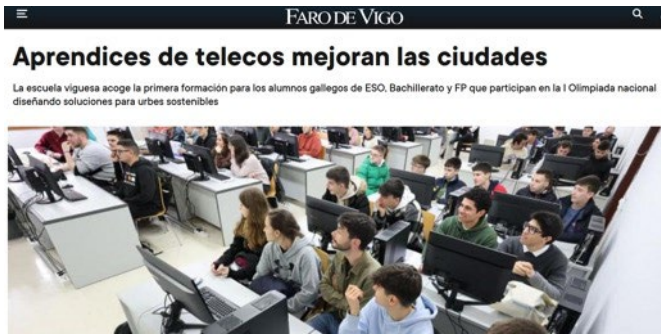 FARO DE VIGO
Aprendices de telecos mejoran las ciudades
La escuela viguesa acoge la primera formación para los alumnos gallegos de ESO, Bachillerato y FP que participan en la I Olimpiada nacional
diseñando soluciones para urbes sostenibles